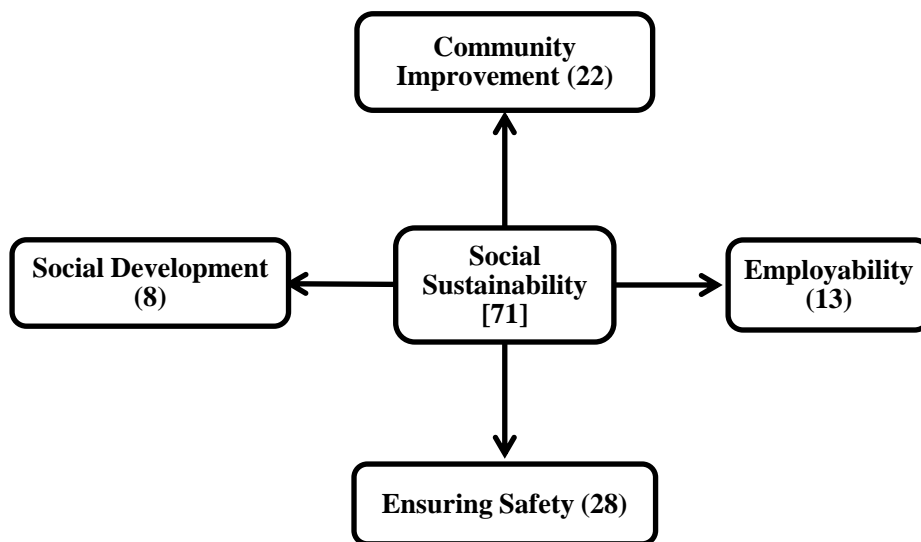 Community
Improvement (22)
Social Development
(8)
Social
Sustainability
[71]
Employability
(13)
Ensuring Safety (28)